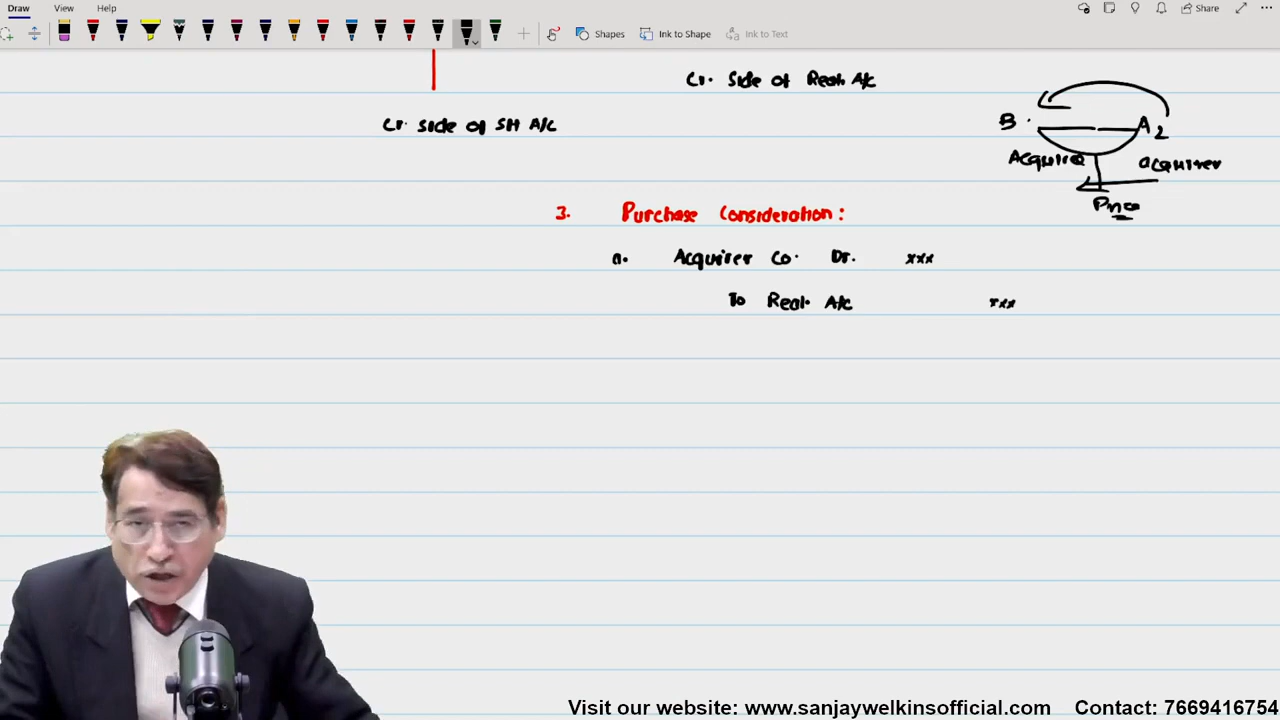 Draw View Help Share
Shapes Ink to Shape Ink to Text
Cr. Side of Real A/c
Cr. Side of SH A/c
B. A2
Acquiree acquirer
Price
3. Purchase Consideration:
a. Acquirer Co. Dr. xxx
To Real. A/c xxx
Visit our website: www.sanjaywelkinsofficial.com Contact: 7669416754